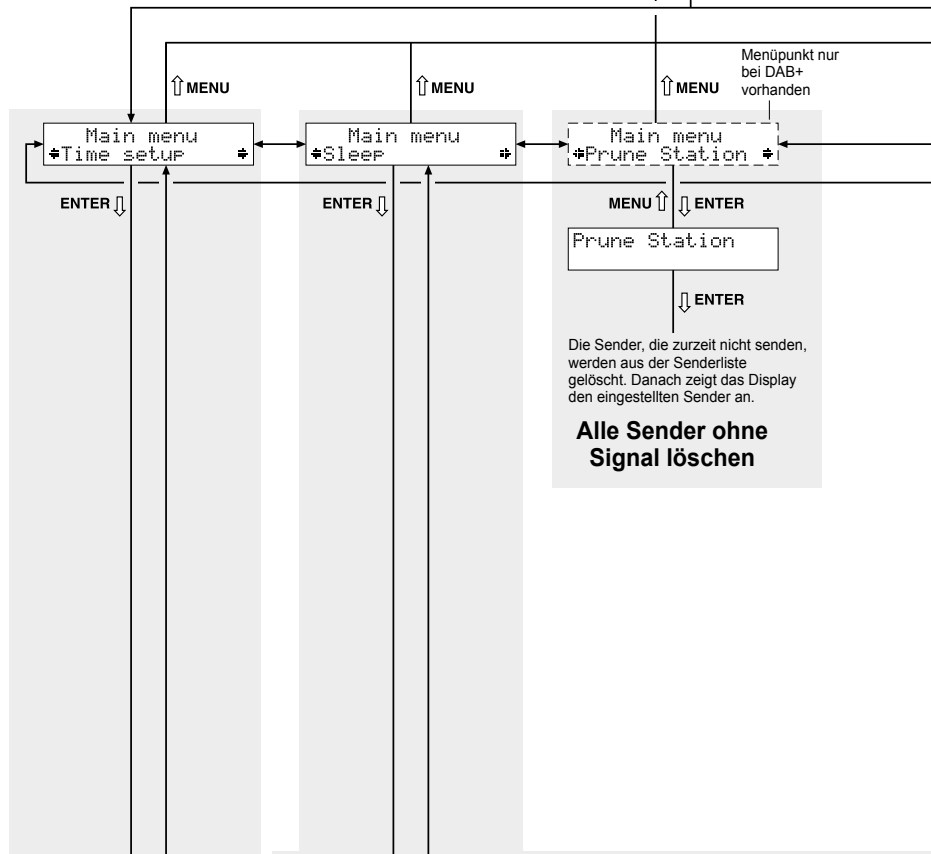 Menüpunkt nur
bei DAB+
vorhanden
MENU
MENU
MENU
Main menu
Time setup
Main menu
Sleep
Main menu
Prune Station
ENTER
ENTER
MENU
ENTER
Prune Station
ENTER
Die Sender, die zurzeit nicht senden,
werden aus der Senderliste
gelöscht. Danach zeigt das Display
den eingestellten Sender an.
Alle Sender ohne
Signal löschen